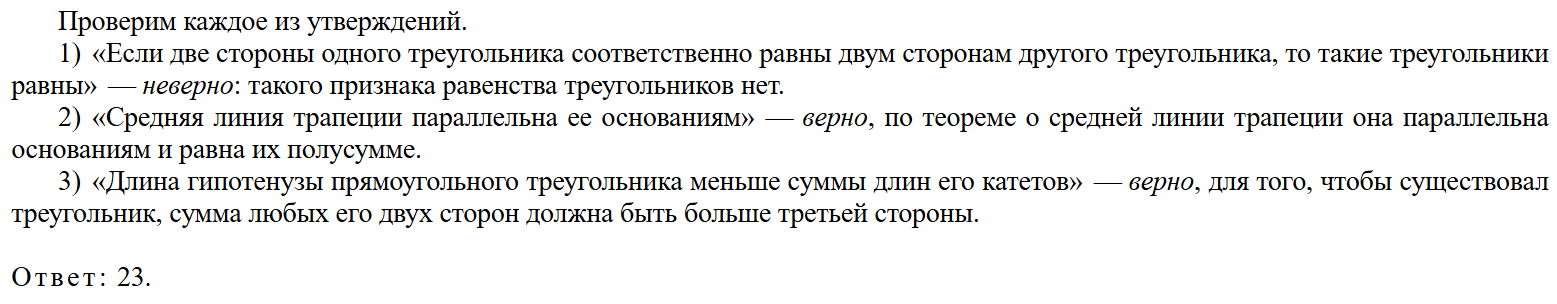 Проверим каждое из утверждений.
1) «Если две стороны одного треугольника соответственно равны двум сторонам другого треугольника, то такие треугольники
равны» — неверно: такого признака равенства треугольников нет.
2) «Средняя линия трапеции параллельна ее основаниям» — верно, по теореме о средней линии трапеции она параллельна
основаниям и равна их полусумме.
3) «Длина гипотенузы прямоугольного треугольника меньше суммы длин его катетов» — верно, для того, чтобы существовал
треугольник, сумма любых его двух сторон должна быть больше третьей стороны.
Ответ: 23.